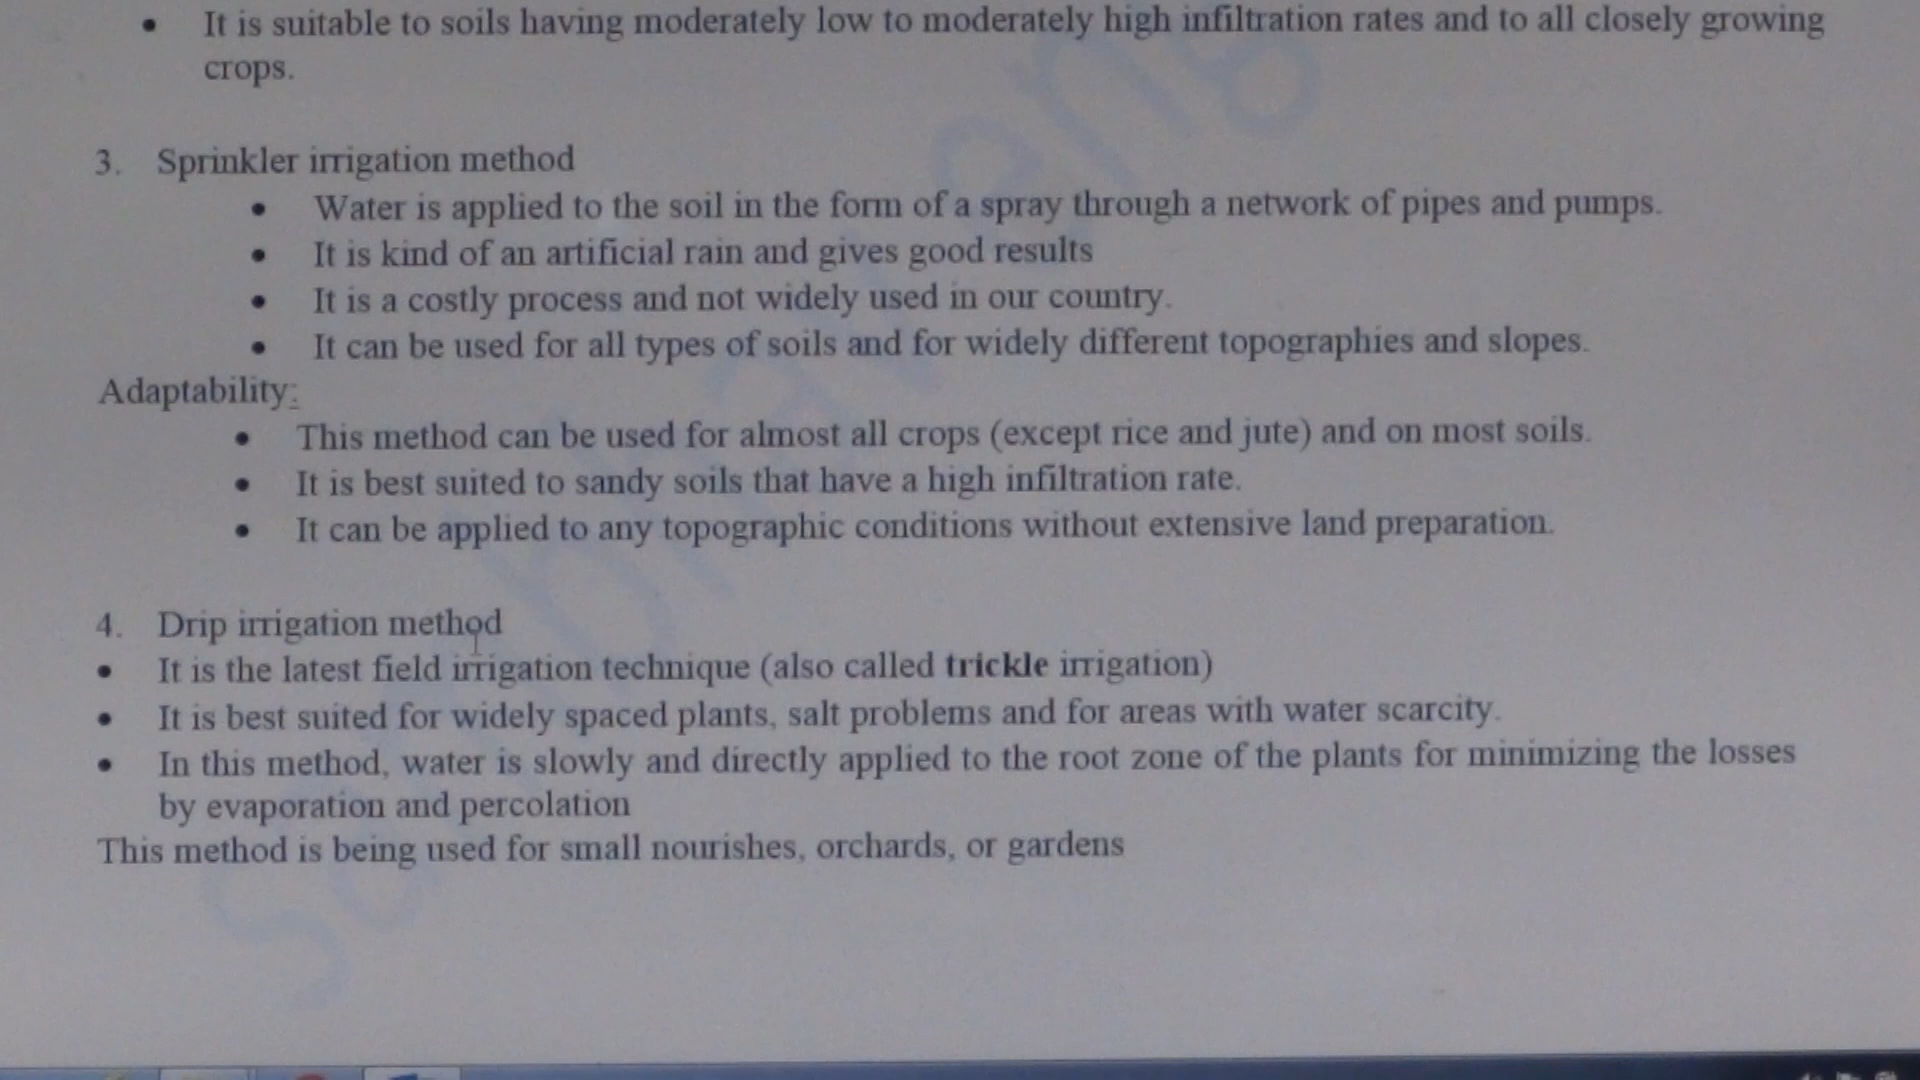 • It is suitable to soils having moderately low to moderately high infiltration rates and to all closely growing
crops.
3. Sprinkler irrigation method
• Water is applied to the soil in the form of a spray through a network of pipes and pumps.
• It is kind of an artificial rain and gives good results
• It is a costly process and not widely used in our country.
• It can be used for all types of soils and for widely different topographies and slopes.
Adaptability:
• This method can be used for almost all crops (except rice and jute) and on most soils.
• It is best suited to sandy soils that have a high infiltration rate.
• It can be applied to any topographic conditions without extensive land preparation.
4. Drip irrigation method
• It is the latest field irrigation technique (also called trickle irrigation)
• It is best suited for widely spaced plants, salt problems and for areas with water scarcity.
• In this method, water is slowly and directly applied to the root zone of the plants for minimizing the losses
by evaporation and percolation
This method is being used for small nourishes, orchards, or gardens